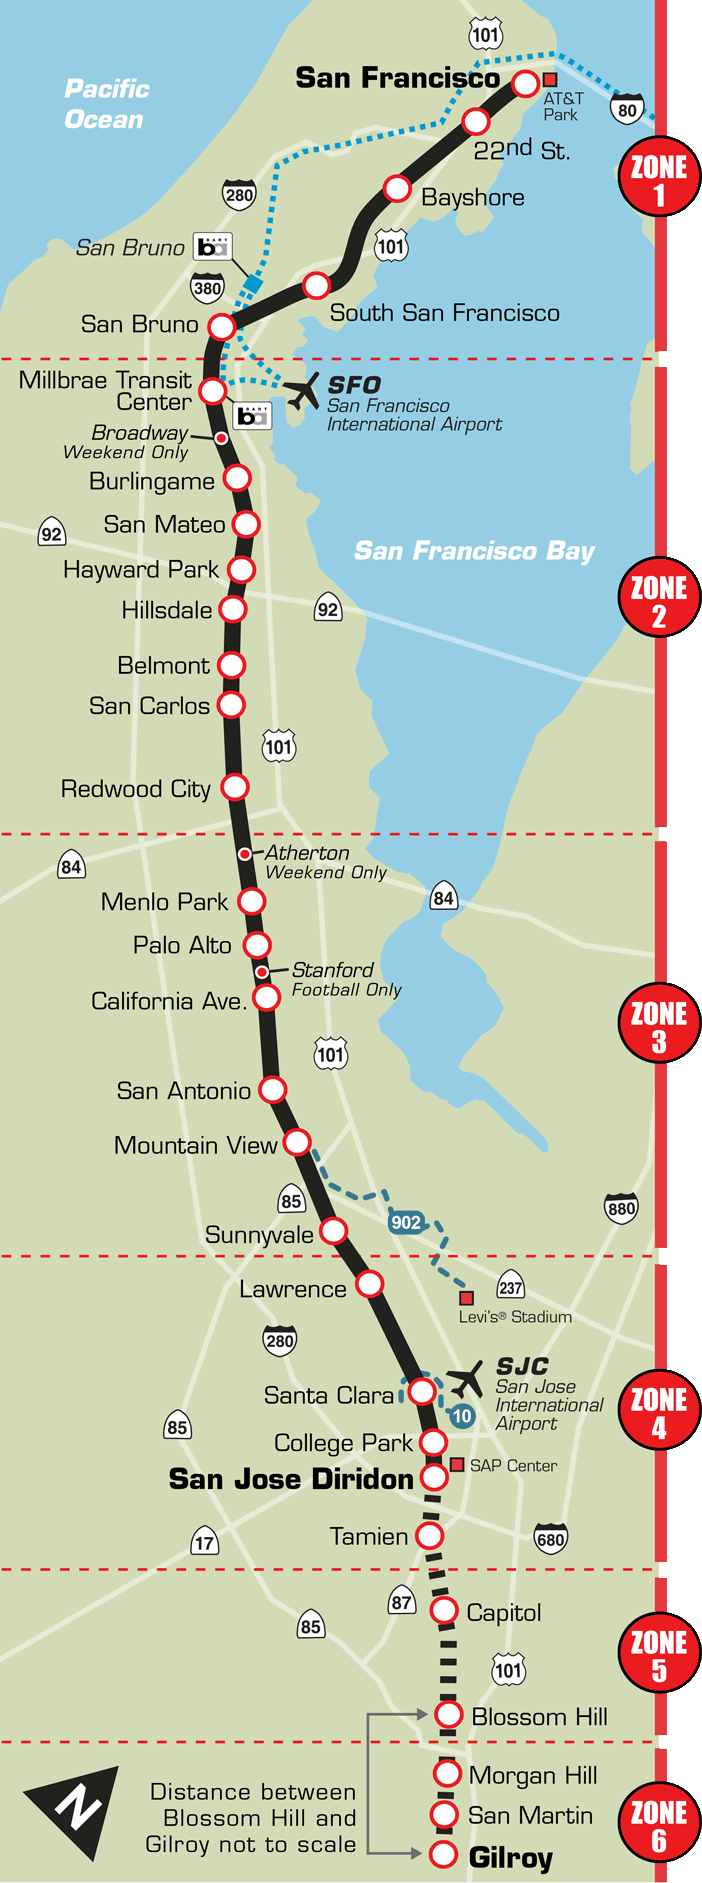 101
San Francisco
Pacific
Ocean
AT&T
Park
80
22nd St.
ZONE
1
280
Bayshore
101
San Bruno
BART
ba
380
South San Francisco
San Bruno
Millbrae Transit
Center
SFO
San Francisco
International Airport
BART
ba
Broadway
Weekend Only
Burlingame
San Mateo
92
San Francisco Bay
Hayward Park
ZONE
2
Hillsdale
92
Belmont
San Carlos
101
Redwood City
Atherton
Weekend Only
84
Menlo Park
84
Palo Alto
Stanford
Football Only
California Ave.
ZONE
3
101
San Antonio
Mountain View
85
880
902
Sunnyvale
Lawrence
237
Levi's® Stadium
280
SJC
San Jose
International
Airport
Santa Clara
10
ZONE
4
85
College Park
SAP Center
San Jose Diridon
Tamien
17
680
87
Capitol
85
ZONE
5
101
Blossom Hill
Morgan Hill
N
Distance between
Blossom Hill and
Gilroy not to scale
San Martin
ZONE
6
Gilroy